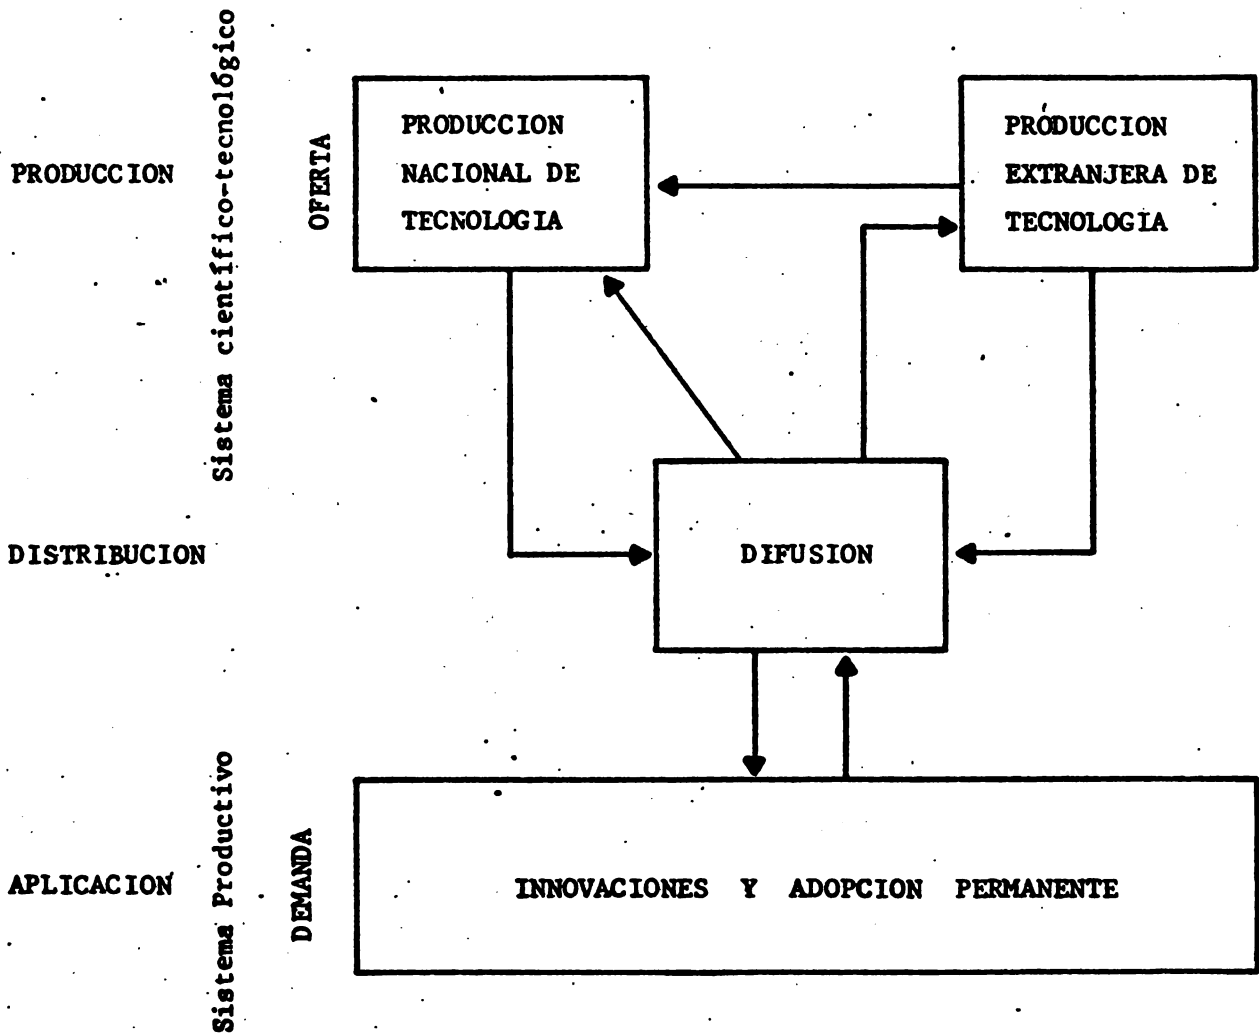 PRODUCCION
Sistema científico-tecnológico
OFERTA
PRODUCCION
NACIONAL DE
TECNOLOGIA
PRODUCCION
EXTRANJERA DE
TECNOLOGIA
DISTRIBUCION
DIFUSION
APLICACION
Sistema Productivo
DEMANDA
INNOVACIONES Y ADOPCION PERMANENTE